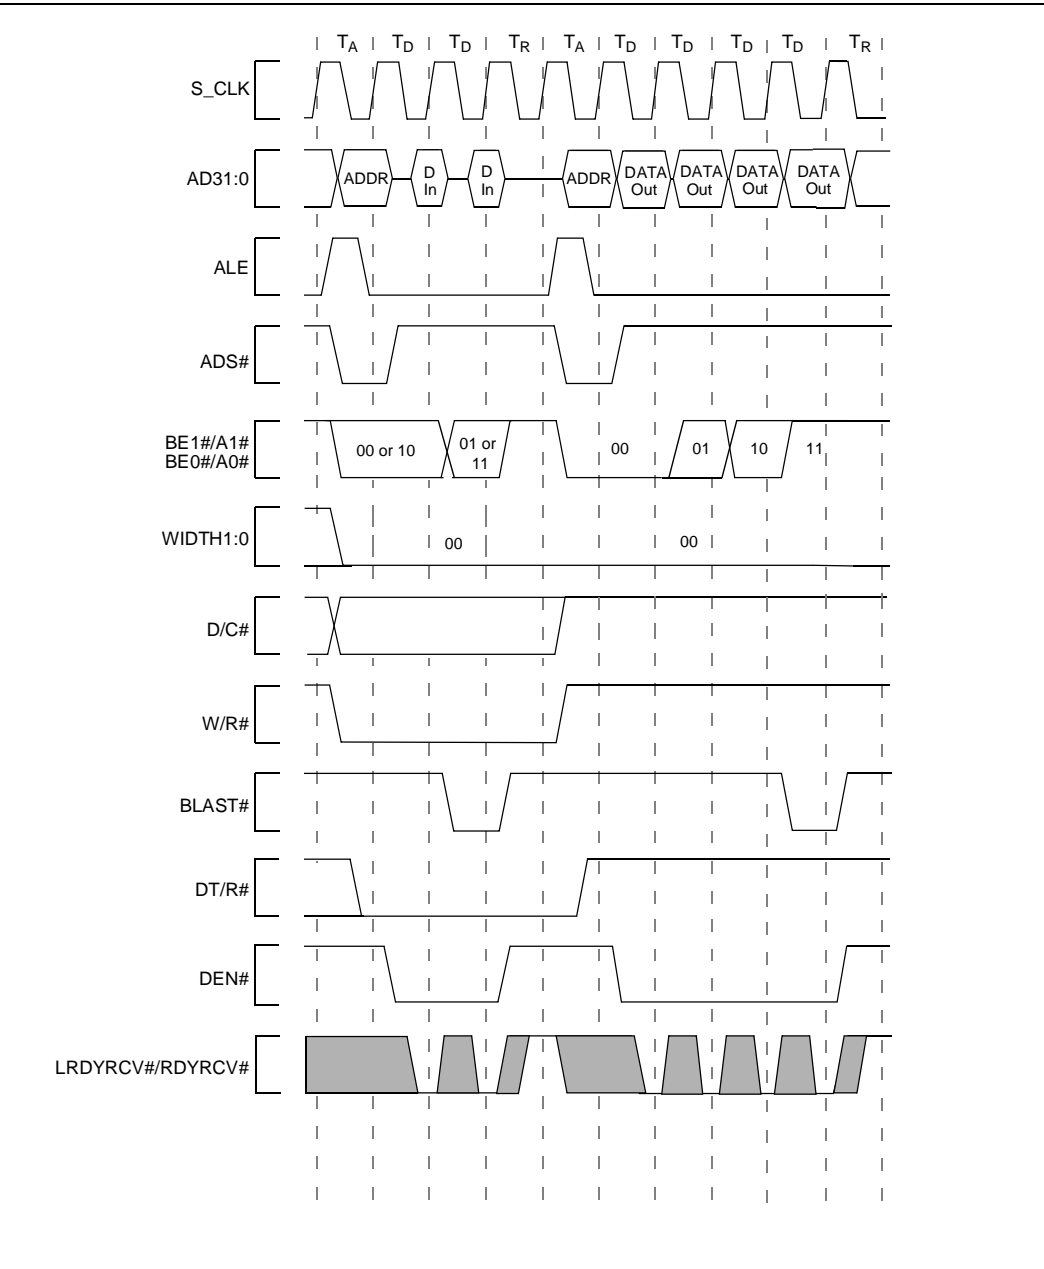 TA TD TD TR TA TD TD TD TD TR
S_CLK
AD31:0
ADDR
D
In
D
In
ADDR
DATA
Out
DATA
Out
DATA
Out
DATA
Out
ALE
ADS#
BE1#/A1#
BE0#/A0#
00 or 10
01 or
11
00
01
10
11
WIDTH1:0
00
00
D/C#
W/R#
BLAST#
DT/R#
DEN#
LRDYRCV#/RDYRCV#